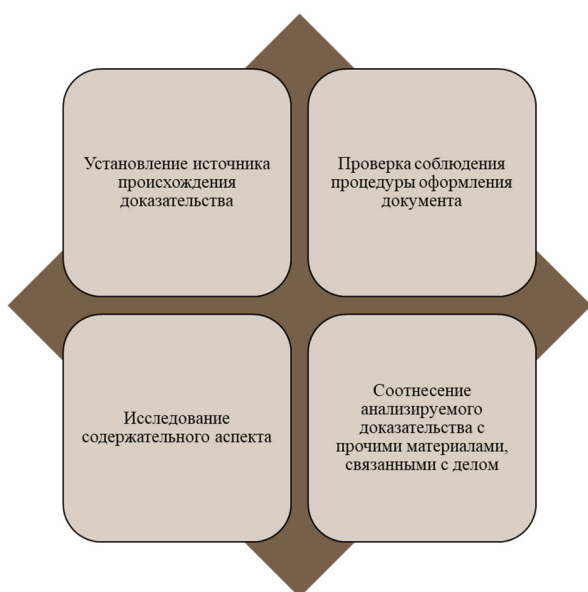 Установление источника
происхождения
доказательства
Проверка соблюдения
процедуры оформления
документа
Исследование
содержательного аспекта
Соотнесение
анализируемого
доказательства с
прочими материалами,
связанными с делом